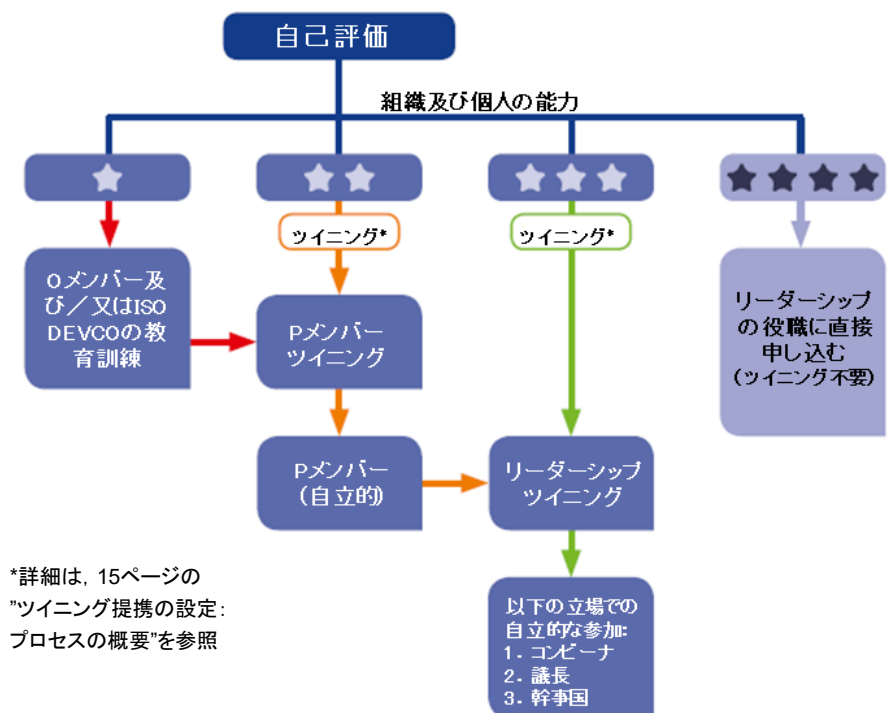 自己評価
組織及び個人の能力
ツイニング*
ツイニング*
Oメンバー及
び／又はISO
DEVCOの教
育訓練
Pメンバー
ツイニング
リーダーシップ
の役職に直接
申し込む
（ツイニング不要）
Pメンバー
（自立的）
リーダーシップ
ツイニング
*詳細は，15ページの
”ツイニング提携の設定：
プロセスの概要”を参照
以下の立場での
自立的な参加:
1. コンビーナ
2. 議長
3. 幹事国